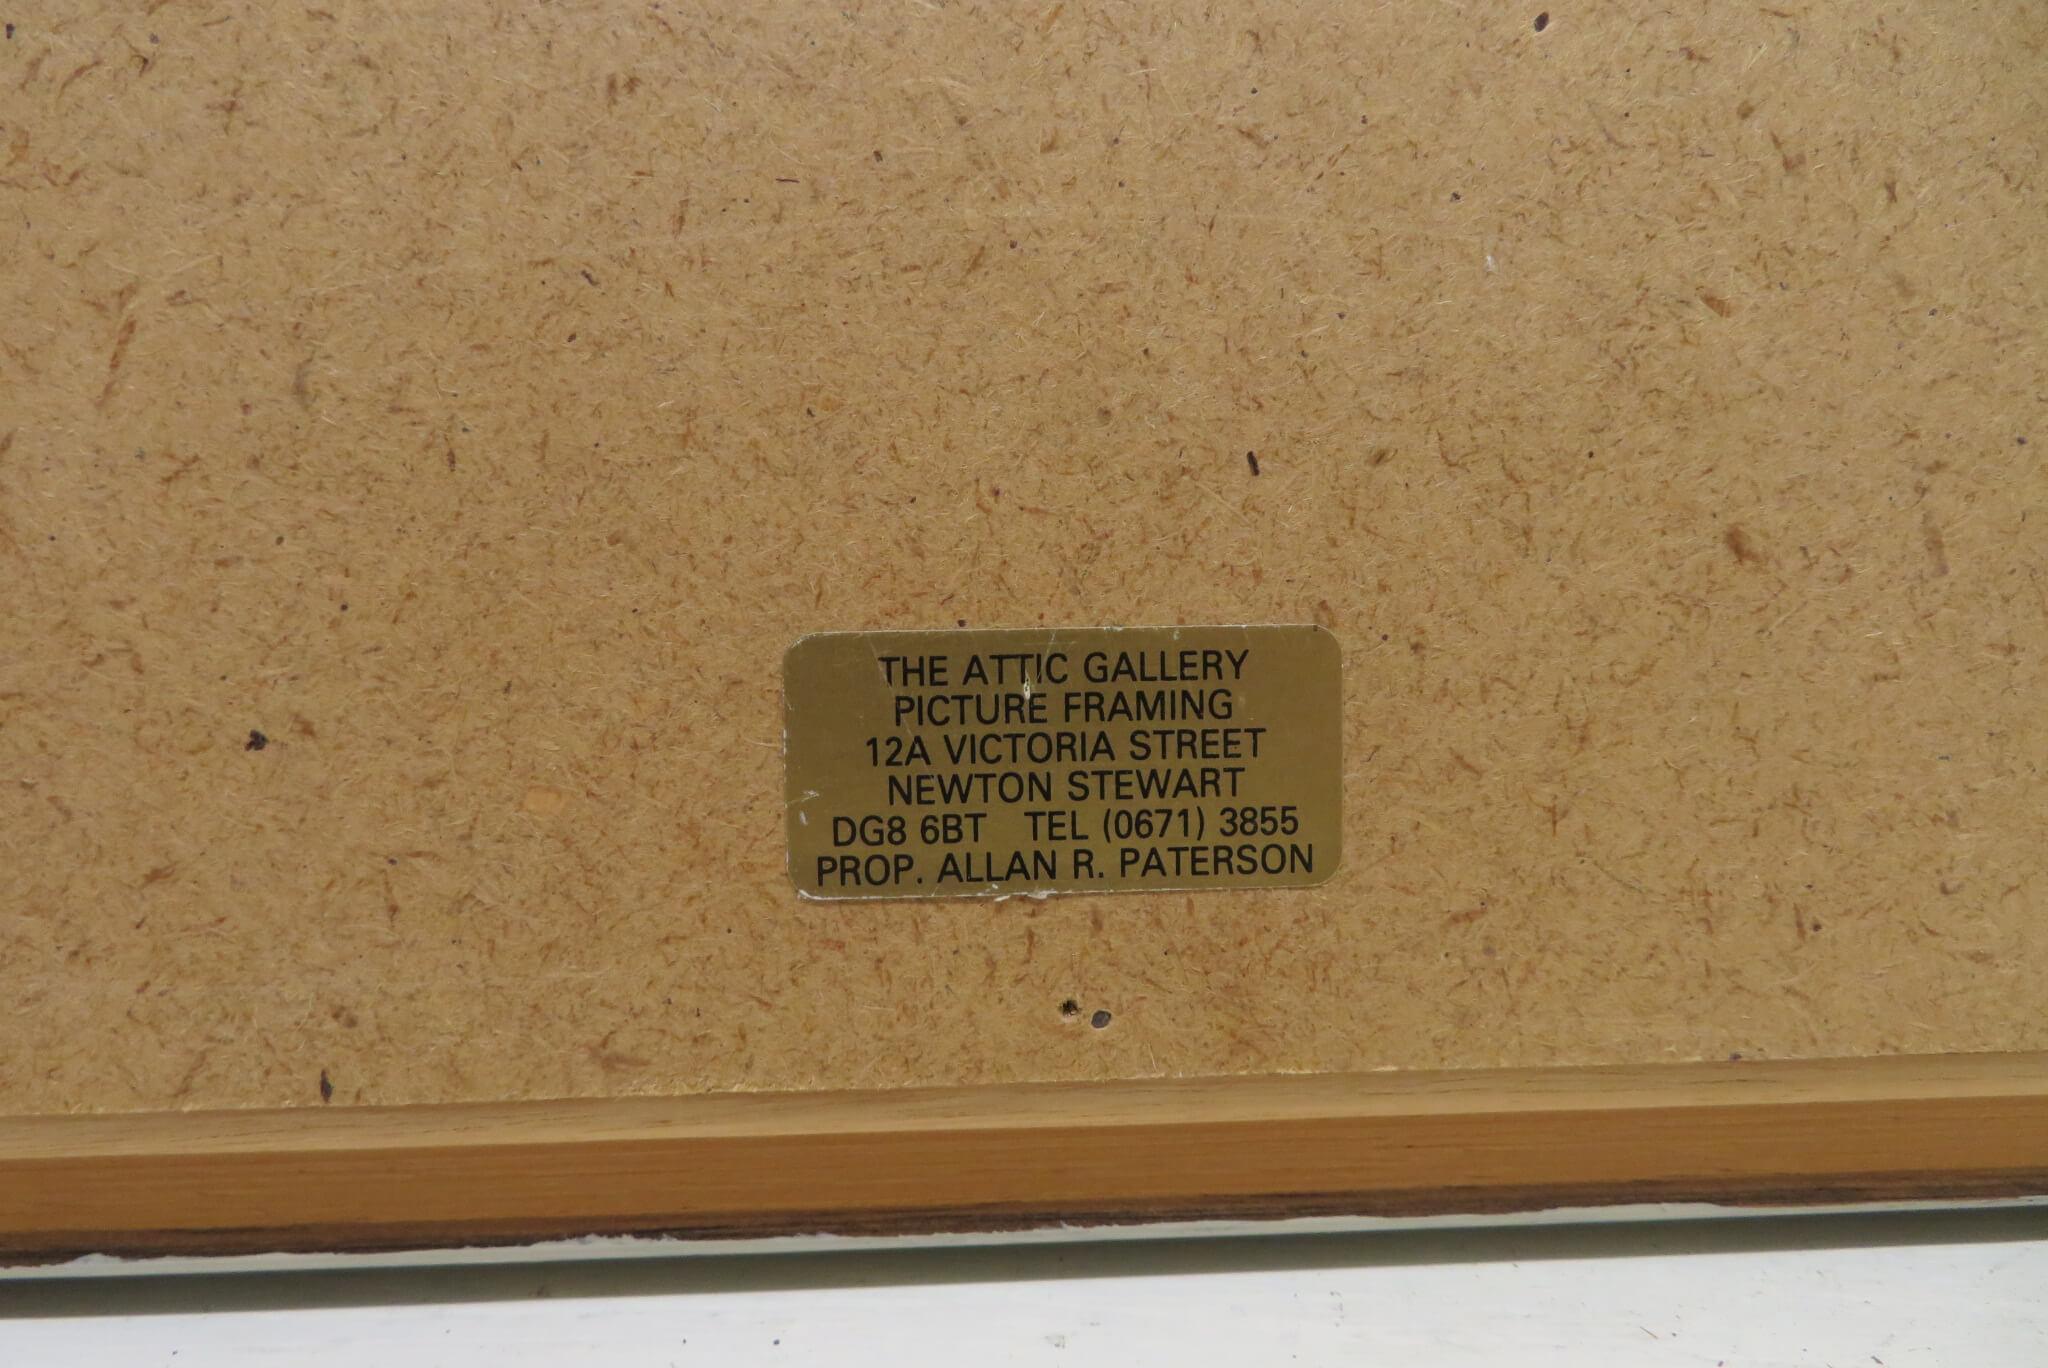 THE ATTIC GALLERY
PICTURE FRAMING
12A VICTORIA STREET
NEWTON STEWART
DG8 6BT TEL (0671) 3855
PROP. ALLAN R. PATERSON